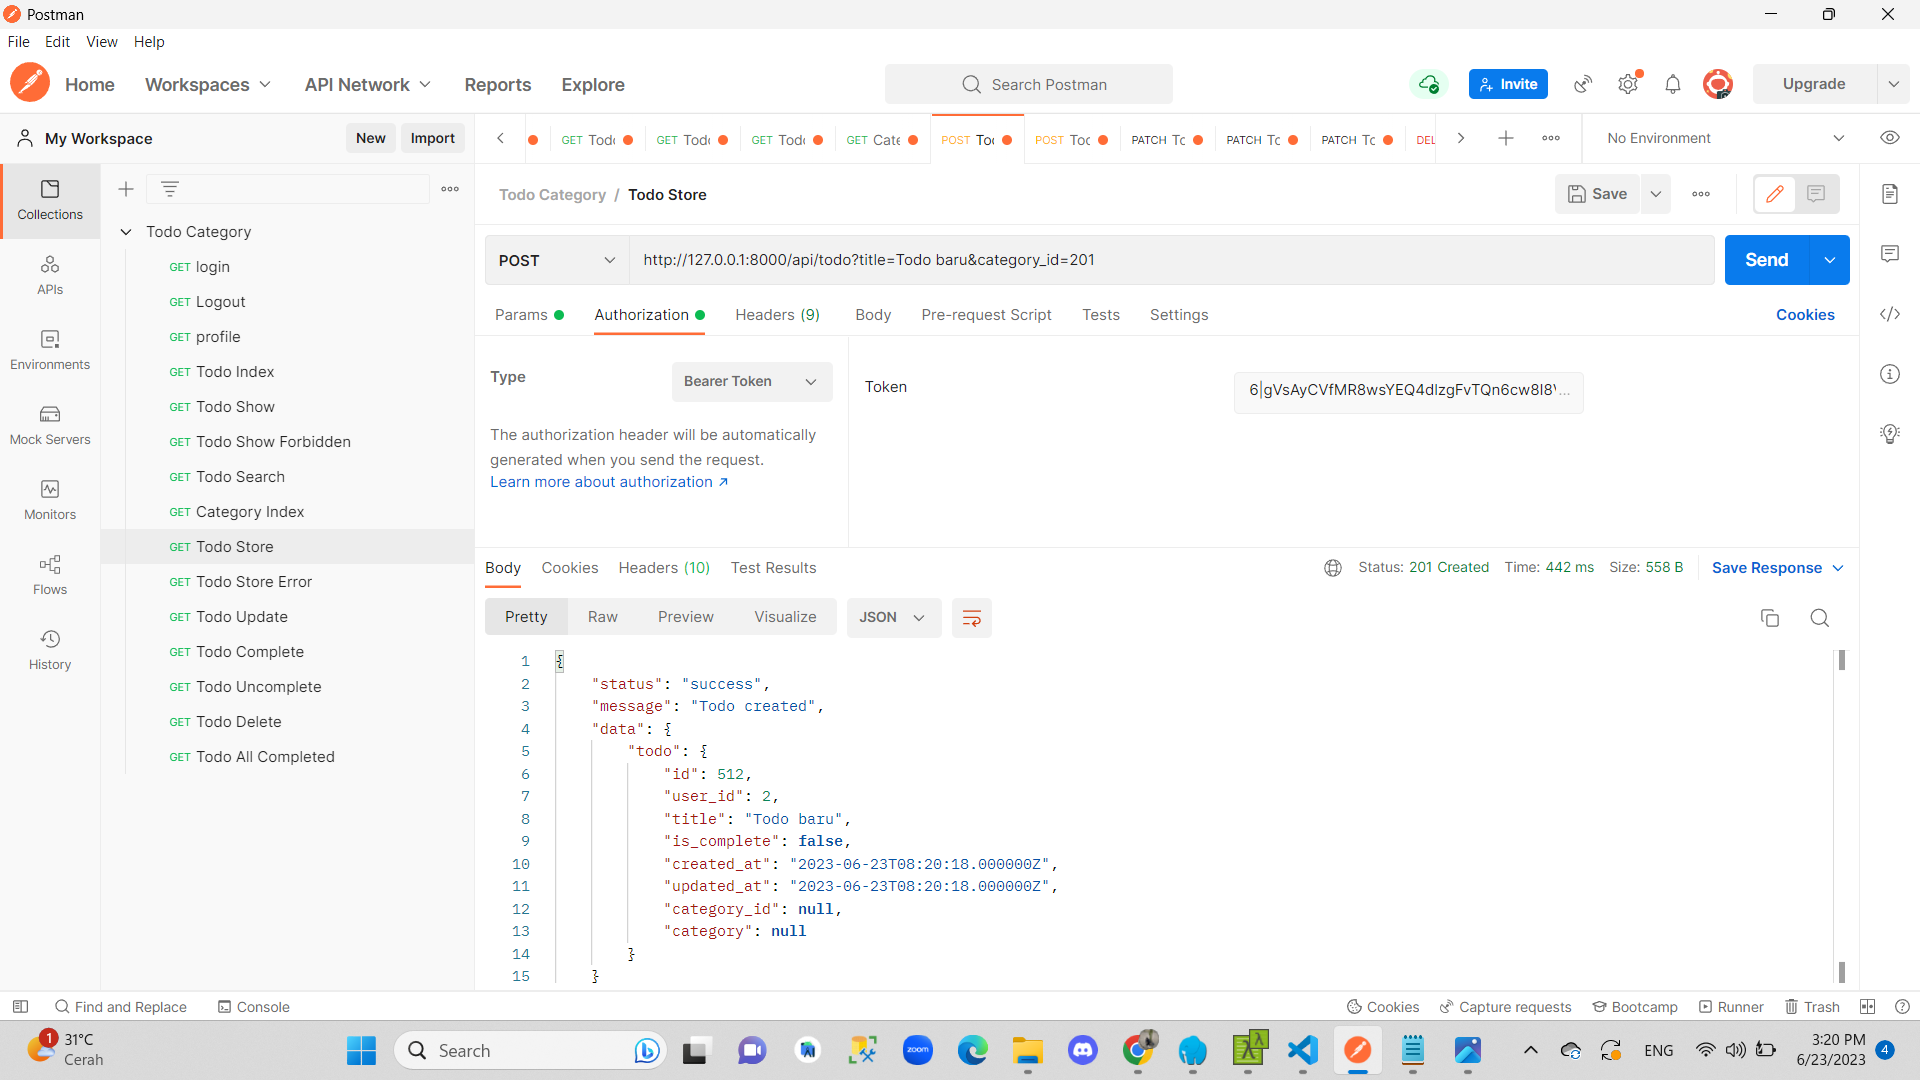 Postman
File Edit View Help
Home Workspaces API Network Reports Explore
Search Postman
Invite
Upgrade
My Workspace
New Import
GET Todo
GET Todo
GET Todo
GET Cate
POST Toc
POST Toc
PATCH Tc
PATCH Tc
PATCH Tc
DEL
No Environment
Collections
APIs
Environments
Mock Servers
Monitors
Flows
History
Todo Category
GET login
GET Logout
GET profile
GET Todo Index
GET Todo Show
GET Todo Show Forbidden
GET Todo Search
GET Category Index
GET Todo Store
GET Todo Store Error
GET Todo Update
GET Todo Complete
GET Todo Uncomplete
GET Todo Delete
GET Todo All Completed
Todo Category / Todo Store
Save
POST
http://127.0.0.1:8000/api/todo?title=Todo baru&category_id=201
Send
Params Authorization Headers (9) Body Pre-request Script Tests Settings
Cookies
Type
Bearer Token
The authorization header will be automatically
generated when you send the request.
Learn more about authorization ↗
Token
Body Cookies Headers (10) Test Results
Status: 201 Created Time: 442 ms Size: 558 B
Save Response
Pretty Raw Preview Visualize
JSON
1 {
2 "status": "success",
3 "message": "Todo created",
4 "data": {
5 "todo": {
6 "id": 512,
7 "user_id": 2,
8 "title": "Todo baru",
9 "is_complete": false,
10 "created_at": "2023-06-23T08:20:18.000000Z",
11 "updated_at": "2023-06-23T08:20:18.000000Z",
12 "category_id": null,
13 "category": null
14 }
15 }
Find and Replace Console
Cookies Capture requests Bootcamp Runner Trash
1
31°C
Cerah
Search
zoom
ENG
3:20 PM
6/23/2023
4